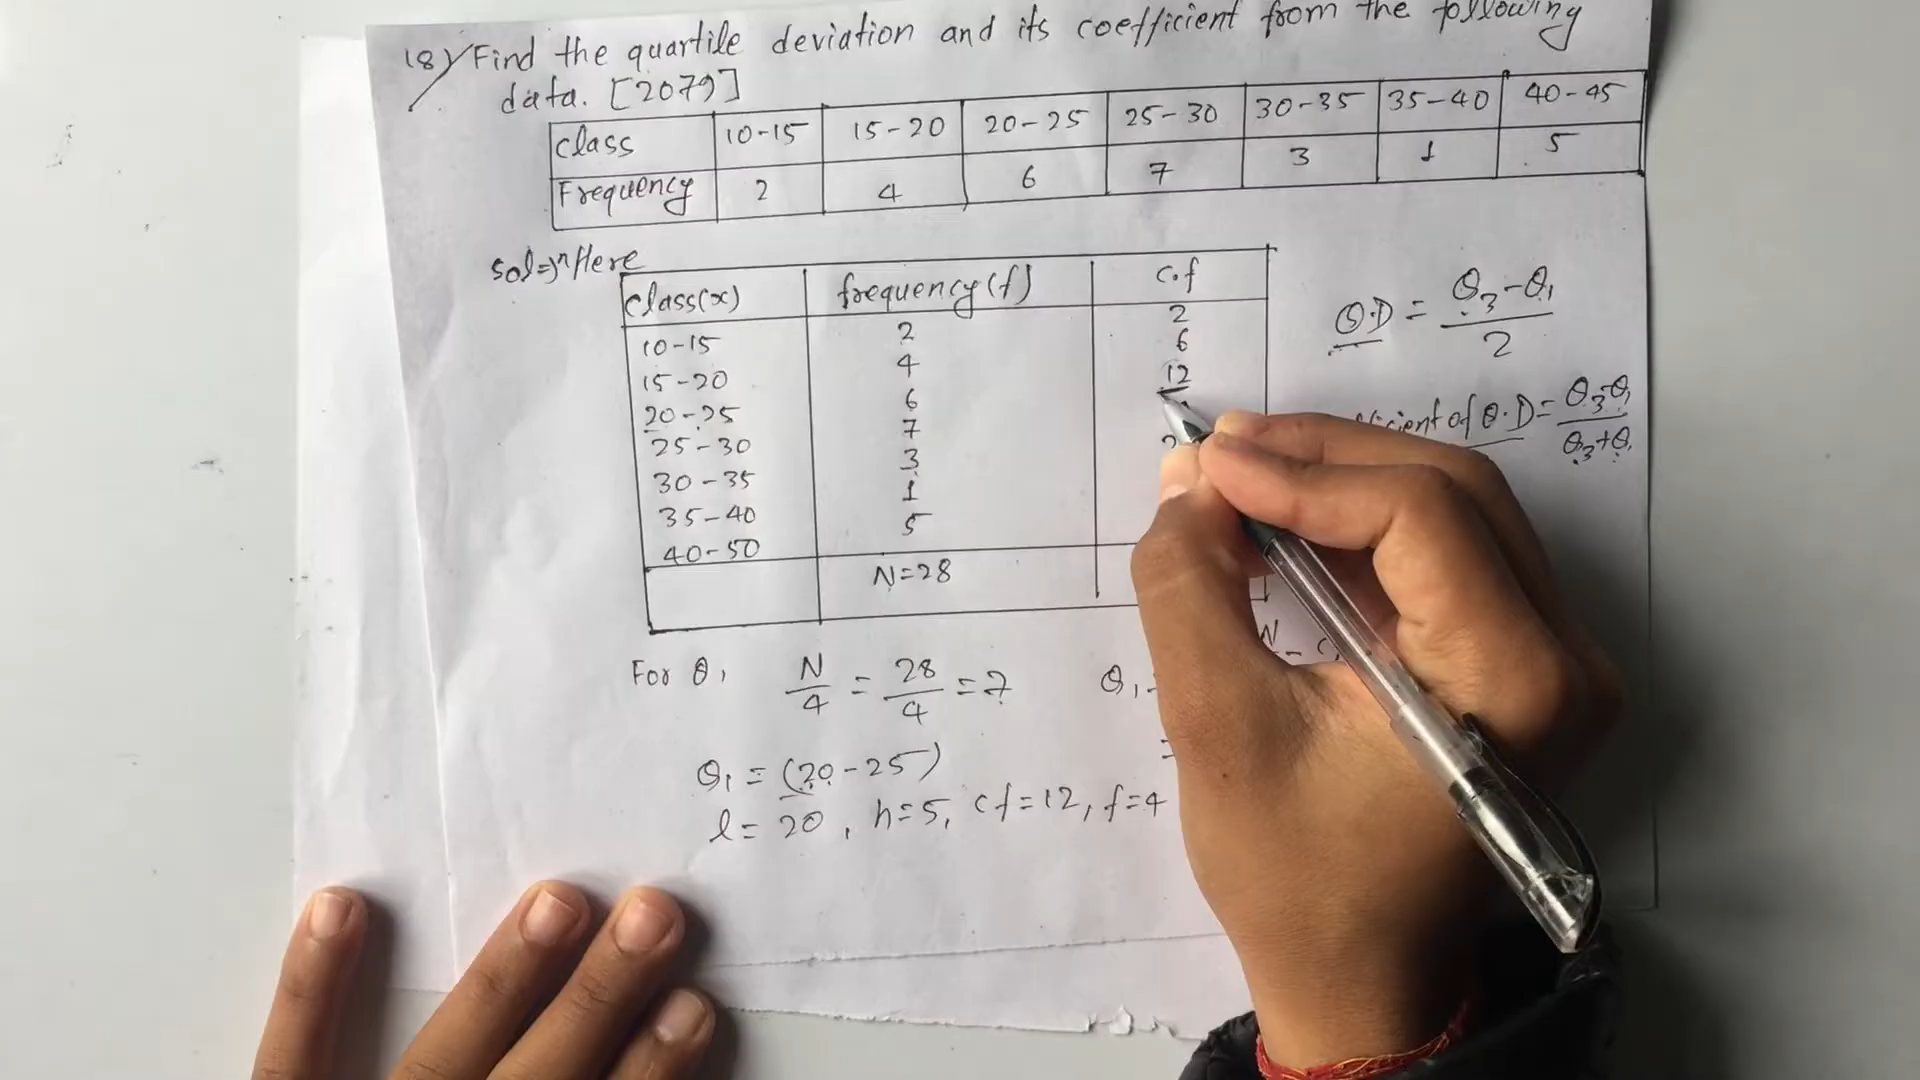 18) Find the quartile deviation and its coefficient from the following
data. [2079]
class 10-15 15-20 20-25 25-30 30-35 35-40 40-45
Frequency 2 4 6 7 3 1 5
Sol=)ⁿ Here
class(x) frequency(f) c.f
10-15 2 2
15-20 4 6
20-25 6 12
25-30 7
30-35 3
35-40 1
40-50 5
N=28
Q.D = Q₃-Q₁ / 2
of Q.D = Q₃-Q₁ / Q₃+Q₁
For Q₁ N/4 = 28/4 = 7 Q₁
Q₁ = (20-25)
l= 20, h=5, cf=12, f=4